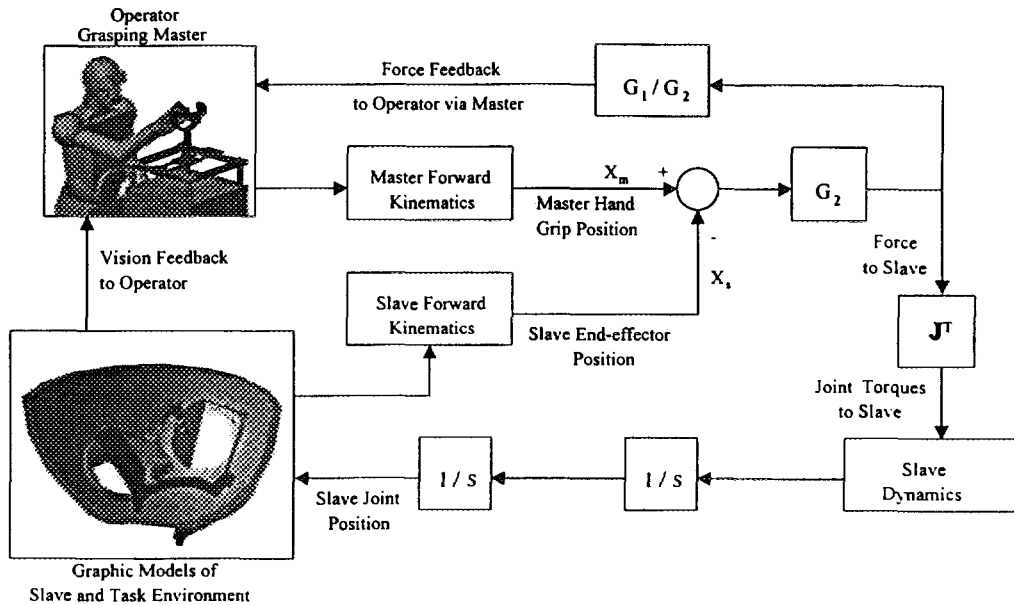 Operator
Grasping Master
Force Feedback
to Operator via Master
G₁ / G₂
Master Forward
Kinematics
Xₘ
+
Master Hand
Grip Position
G₂
Vision Feedback
to Operator
-
Xₛ
Force
to Slave
Slave Forward
Kinematics
Slave End-effector
Position
Jᵀ
Joint Torques
to Slave
Slave Joint
Position
1 / s
1 / s
Slave
Dynamics
Graphic Models of
Slave and Task Environment